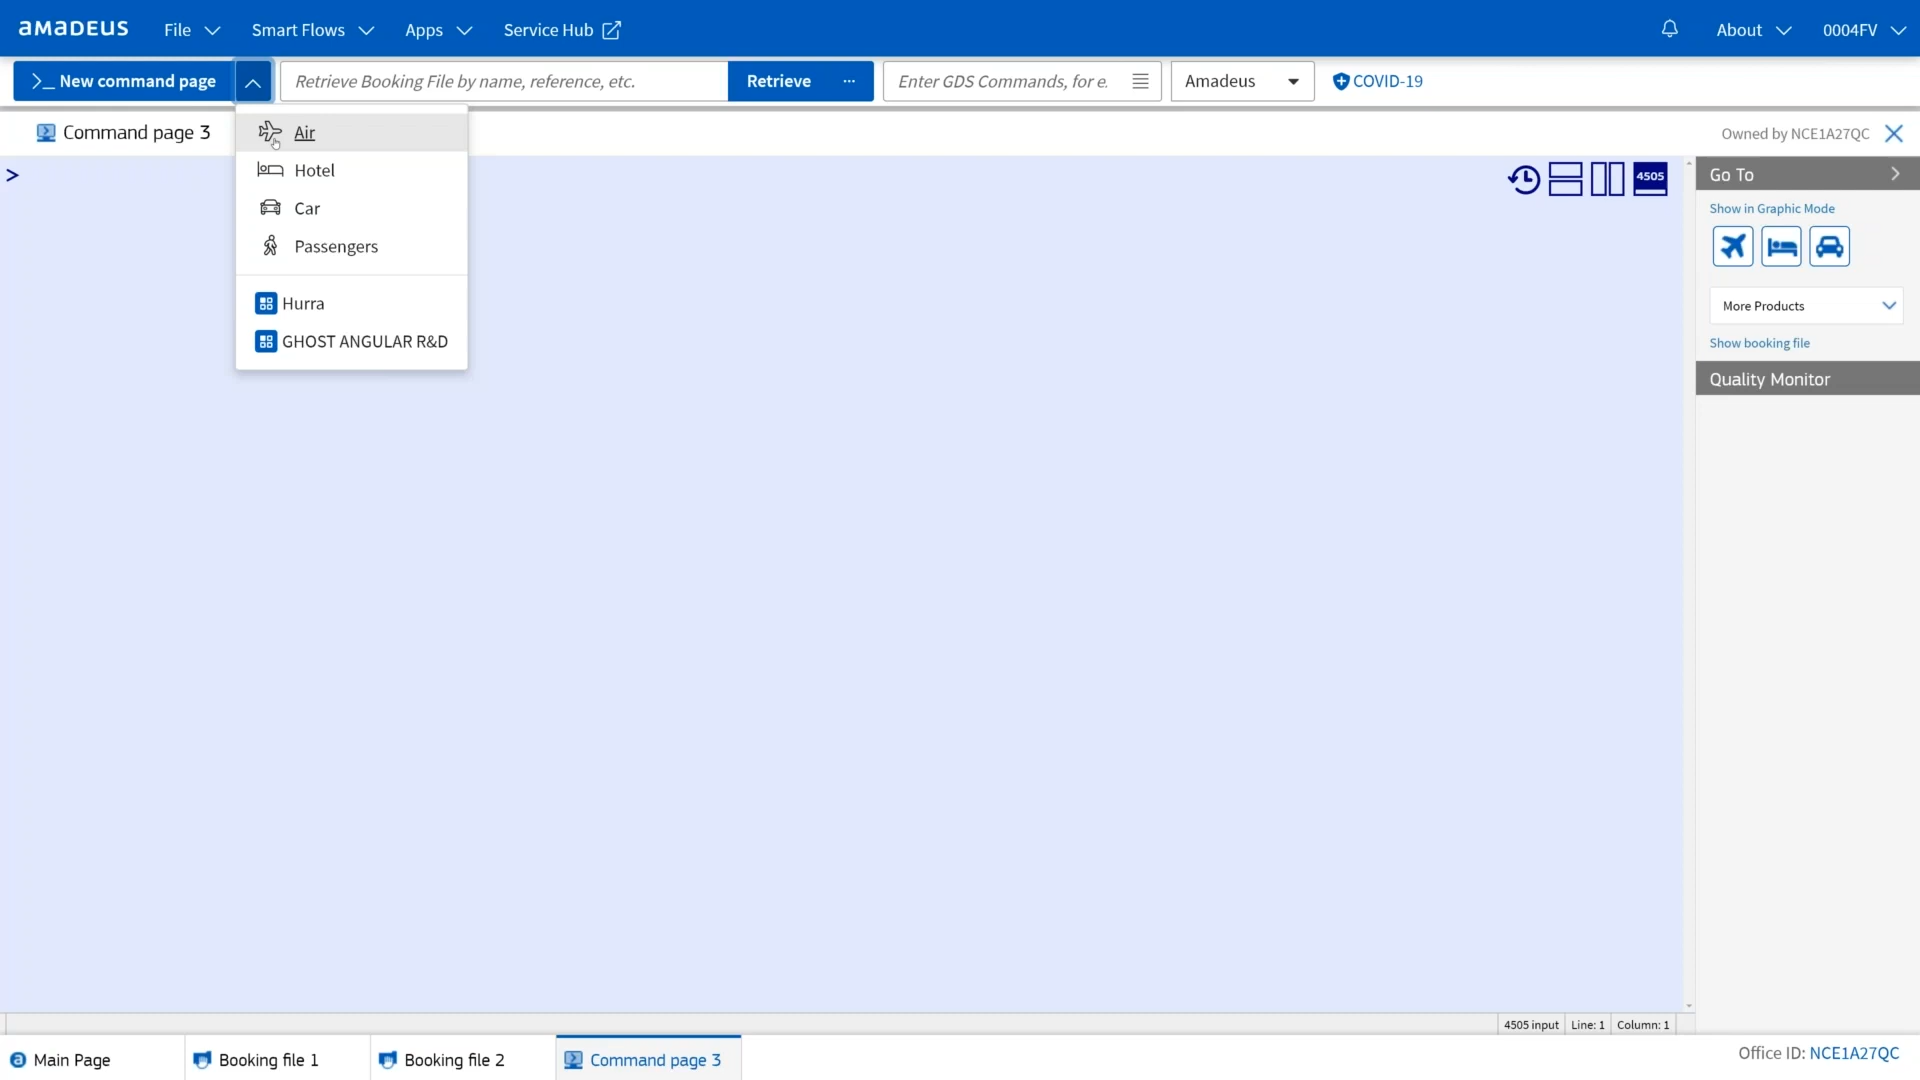 amadeus File Smart Flows Apps Service Hub About 0004FV
>_ New command page Retrieve Booking File by name, reference, etc. Retrieve ... Enter GDS Commands, for e. Amadeus COVID-19
Command page 3 Air Owned by NCE1A27QC
Hotel
Car
Passengers
Hurra
GHOST ANGULAR R&D
>
4505
Go To
Show in Graphic Mode
More Products
Show booking file
Quality Monitor
4505 input Line: 1 Column: 1
Main Page Booking file 1 Booking file 2 Command page 3 Office ID: NCE1A27QC